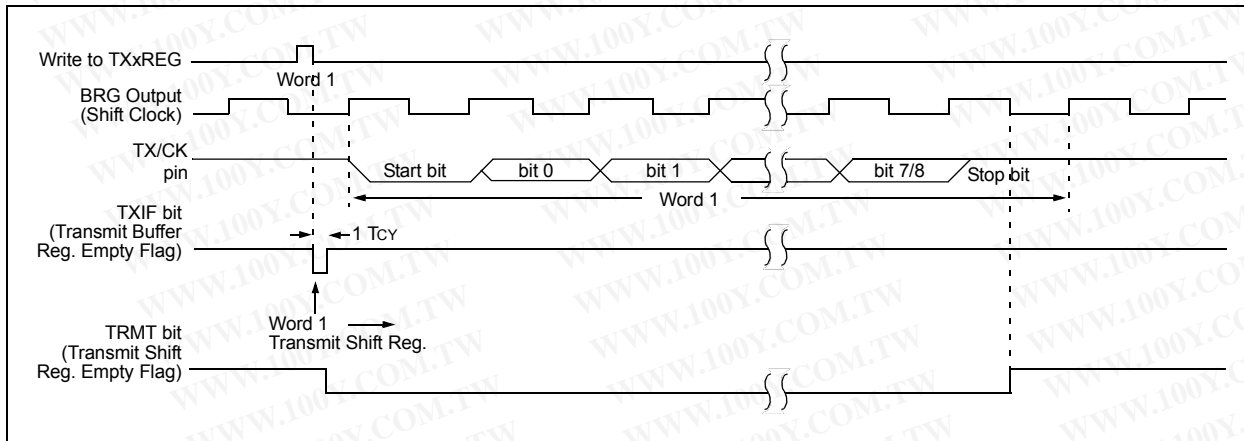 Write to TXxREG
Word 1
BRG Output
(Shift Clock)
TX/CK
pin
Start bit
bit 0
bit 1
bit 7/8
Stop bit
Word 1
TXIF bit
(Transmit Buffer
Reg. Empty Flag)
1 TCY
Word 1
Transmit Shift Reg.
TRMT bit
(Transmit Shift
Reg. Empty Flag)
WWW.100Y.COM.TW